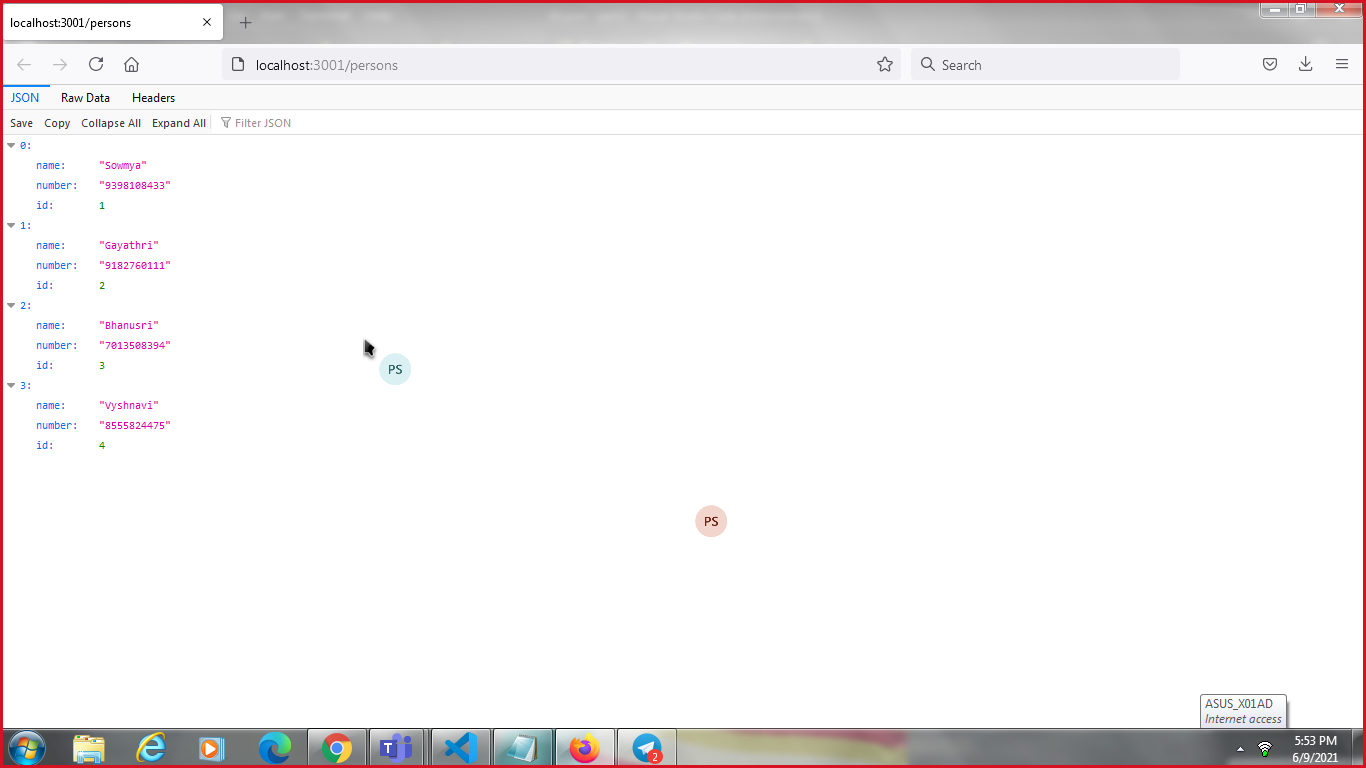 localhost:3001/persons
localhost:3001/persons
Search
JSON Raw Data Headers
Save Copy Collapse All Expand All Filter JSON
0:
name: "Sowmya"
number: "9398108433"
id: 1
1:
name: "Gayathri"
number: "9182760111"
id: 2
2:
name: "Bhanusri"
number: "7013508394"
id: 3
3:
name: "Vyshnavi"
number: "8555824475"
id: 4
PS
PS
ASUS_X01AD
Internet access
2
5:53 PM
6/9/2021